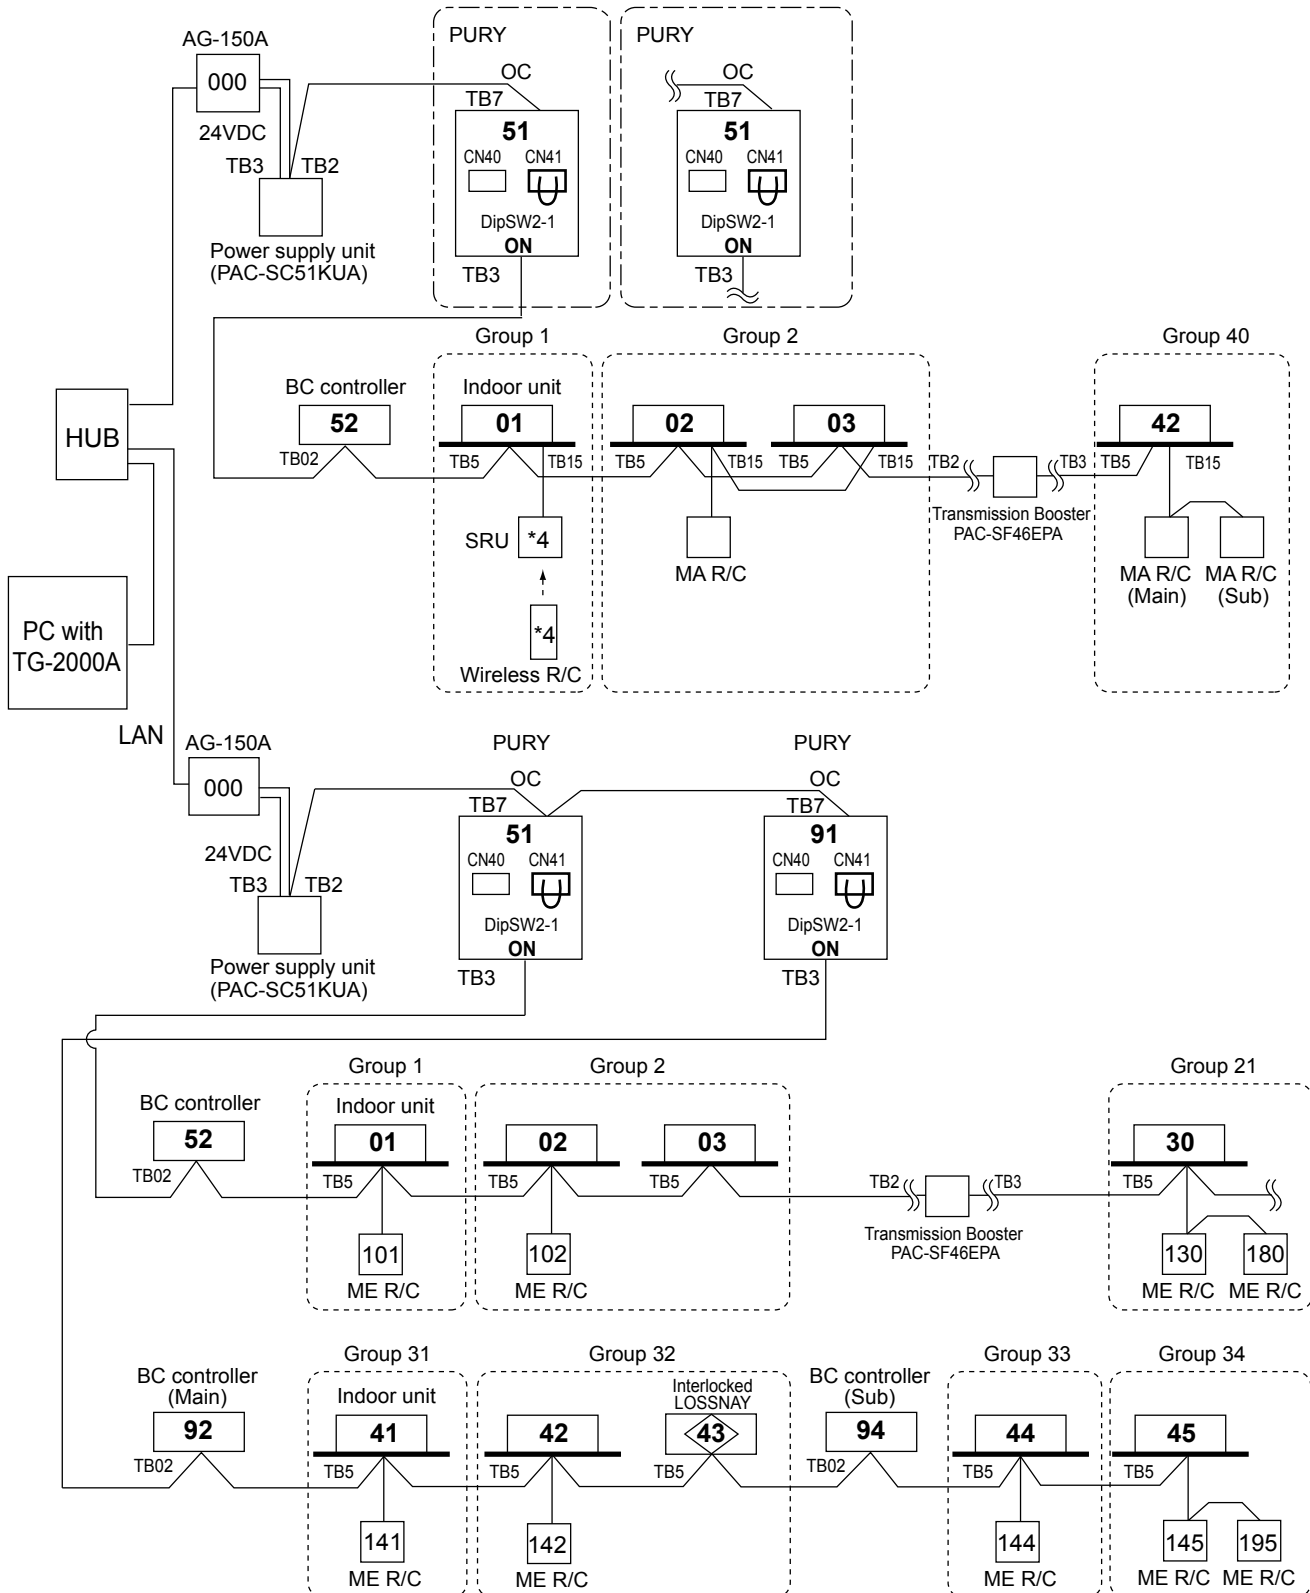 AG-150A
000
24VDC
TB3
TB2
Power supply unit
(PAC-SC51KUA)
PURY
OC
TB7
51
CN40
CN41
DipSW2-1
ON
TB3
PURY
OC
TB7
51
CN40
CN41
DipSW2-1
ON
TB3
HUB
PC with
TG-2000A
LAN
Group 1
Group 2
Group 40
BC controller
52
TB02
Indoor unit
01
TB5
TB15
SRU
*4
*4
Wireless R/C
02
TB5
TB15
MA R/C
03
TB5
TB15
TB2
TB3
Transmission Booster
PAC-SF46EPA
42
TB5
TB15
MA R/C
(Main)
MA R/C
(Sub)
AG-150A
000
24VDC
TB3
TB2
Power supply unit
(PAC-SC51KUA)
PURY
OC
TB7
51
CN40
CN41
DipSW2-1
ON
TB3
PURY
OC
TB7
91
CN40
CN41
DipSW2-1
ON
TB3
Group 1
Group 2
Group 21
BC controller
52
TB02
Indoor unit
01
TB5
101
ME R/C
02
TB5
102
ME R/C
03
TB5
TB2
TB3
Transmission Booster
PAC-SF46EPA
30
TB5
130
ME R/C
180
ME R/C
Group 31
Group 32
Group 33
Group 34
BC controller
(Main)
92
TB02
Indoor unit
41
TB5
141
ME R/C
42
TB5
142
ME R/C
Interlocked
LOSSNAY
43
TB5
BC controller
(Sub)
94
TB02
44
TB5
144
ME R/C
45
TB5
145
ME R/C
195
ME R/C